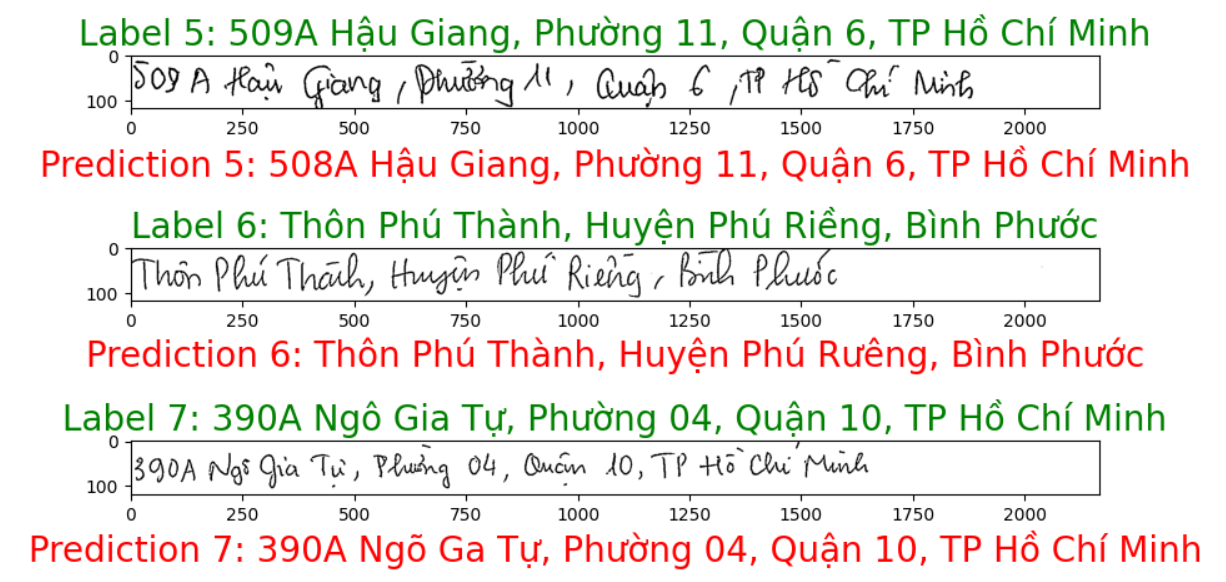 Label 5: 509A Hậu Giang, Phường 11, Quận 6, TP Hồ Chí Minh
0
509 A Hậu Giang, Phường 11, Quận 6, TP Hồ Chí Minh
100
0 250 500 750 1000 1250 1500 1750 2000
Prediction 5: 508A Hậu Giang, Phường 11, Quận 6, TP Hồ Chí Minh
Label 6: Thôn Phú Thành, Huyện Phú Riềng, Bình Phước
0
Thôn Phú Thành, Huyện Phú Riềng, Bình Phước
100
0 250 500 750 1000 1250 1500 1750 2000
Prediction 6: Thôn Phú Thành, Huyện Phú Ruêng, Bình Phước
Label 7: 390A Ngô Gia Tự, Phường 04, Quận 10, TP Hồ Chí Minh
0
390A Ngô Gia Tự, Phường 04, Quận 10, TP Hồ Chí Minh
100
0 250 500 750 1000 1250 1500 1750 2000
Prediction 7: 390A Ngõ Ga Tự, Phường 04, Quận 10, TP Hồ Chí Minh